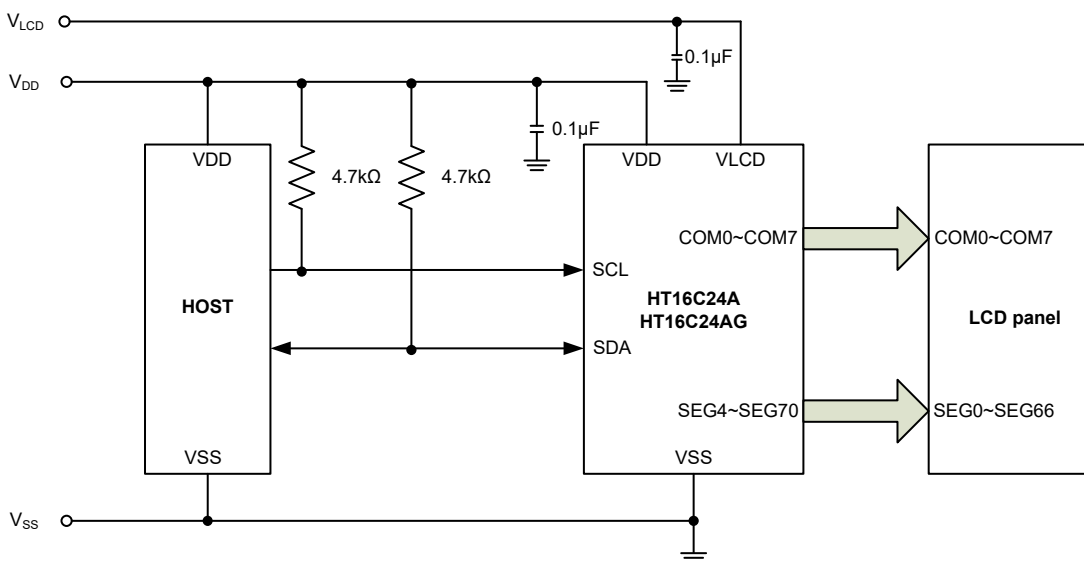 VLCD
0.1µF
VDD
0.1µF
VDD
VDD
VLCD
4.7kΩ
4.7kΩ
COM0~COM7
COM0~COM7
SCL
HOST
HT16C24A
HT16C24AG
LCD panel
SDA
SEG4~SEG70
SEG0~SEG66
VSS
VSS
VSS